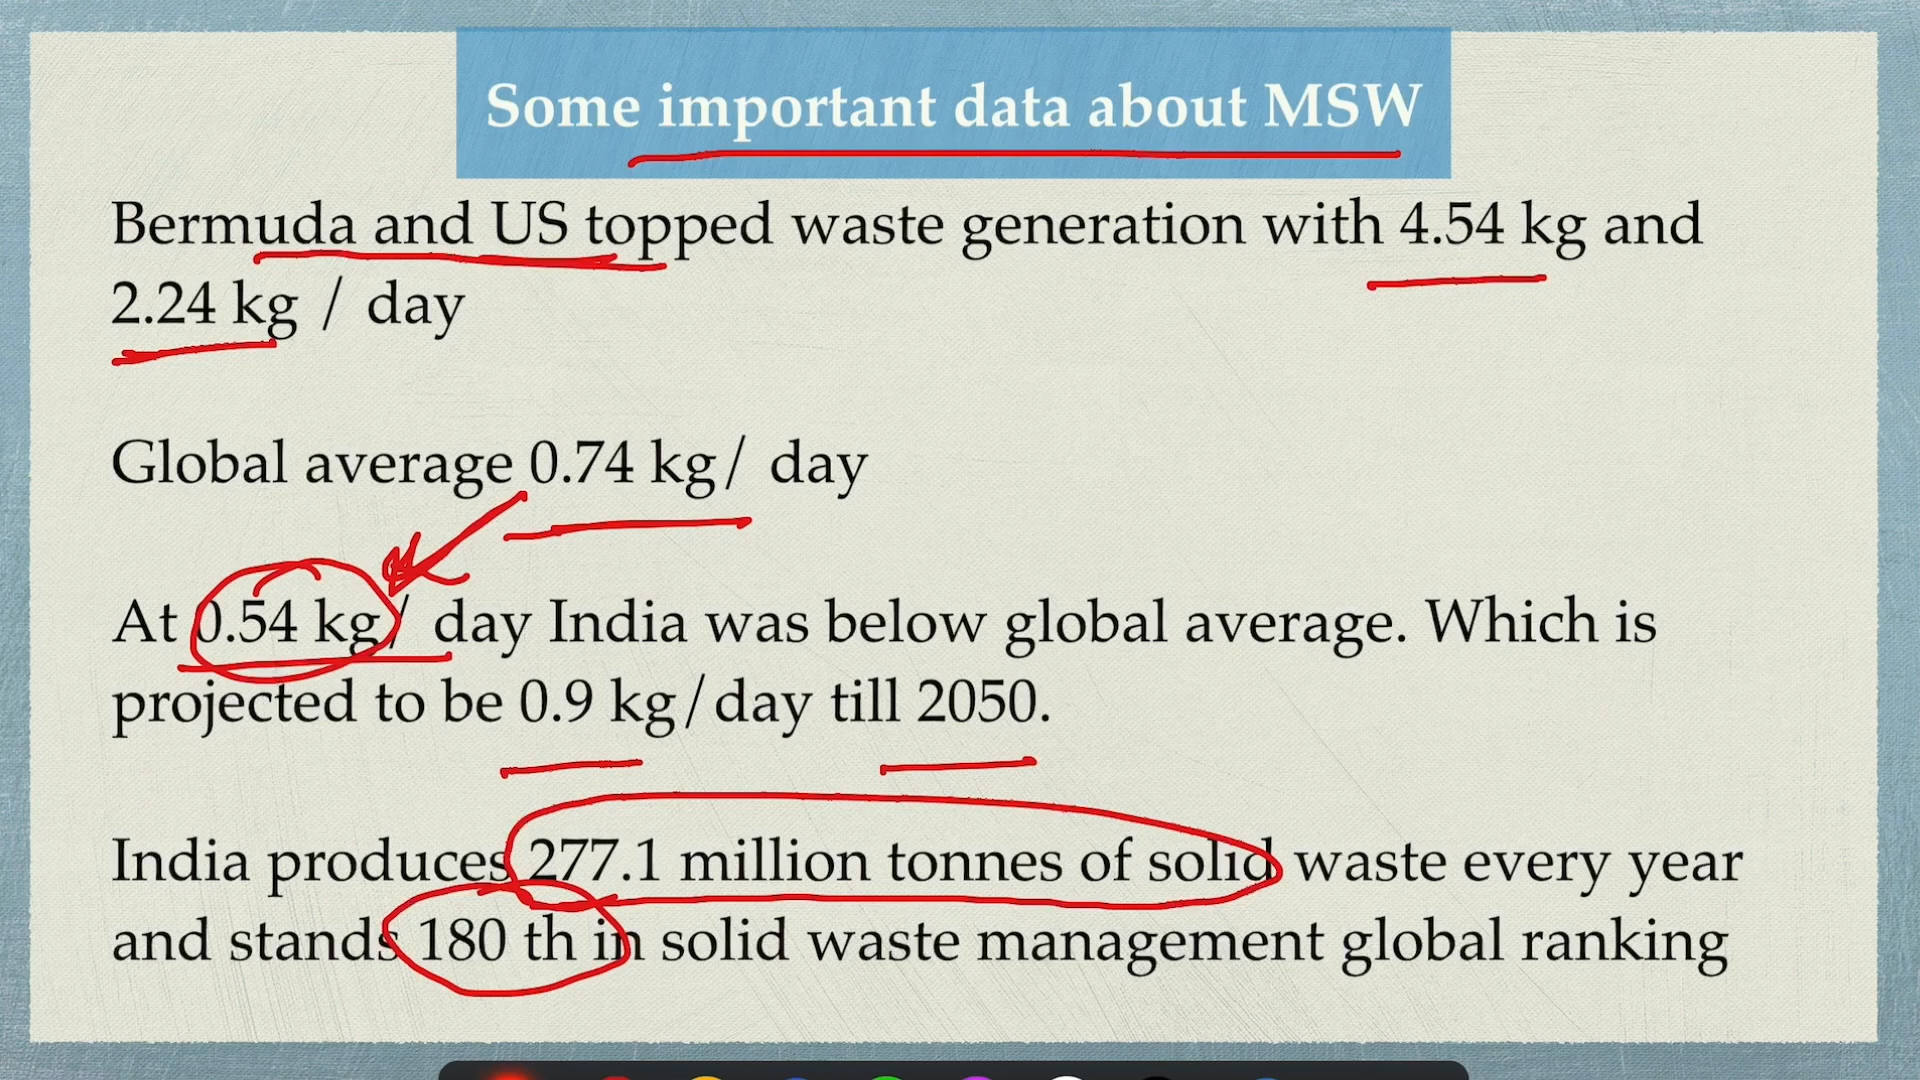 Some important data about MSW
Bermuda and US topped waste generation with 4.54 kg and
2.24 kg / day
Global average 0.74 kg/ day
At 0.54 kg/ day India was below global average. Which is
projected to be 0.9 kg/day till 2050.
India produces 277.1 million tonnes of solid waste every year
and stands 180 th in solid waste management global ranking